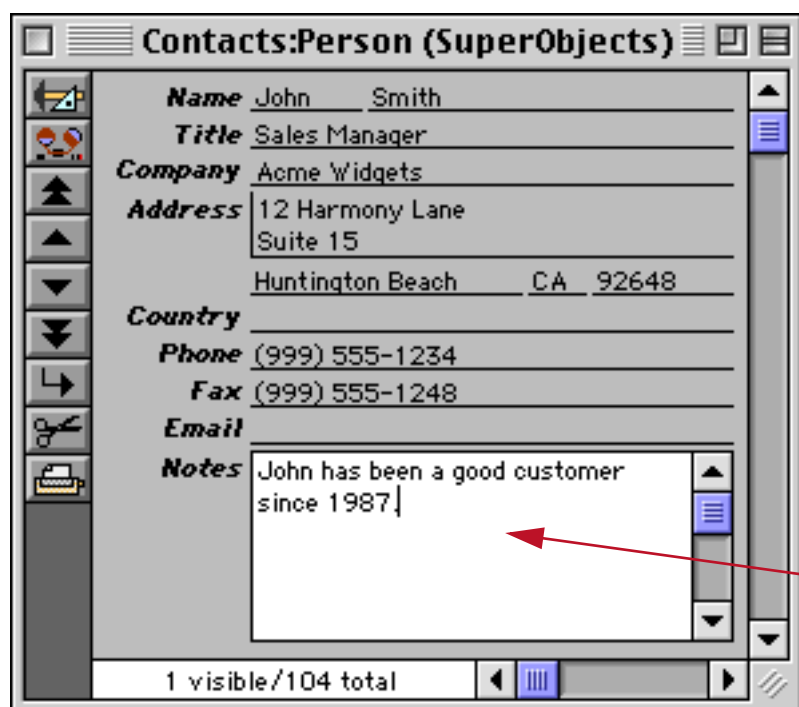 Contacts:Person (SuperObjects)
Name John Smith
Title Sales Manager
Company Acme Widgets
Address 12 Harmony Lane
Suite 15
Huntington Beach CA 92648
Country
Phone (999) 555-1234
Fax (999) 555-1248
Email
Notes John has been a good customer
since 1987.
1 visible/104 total